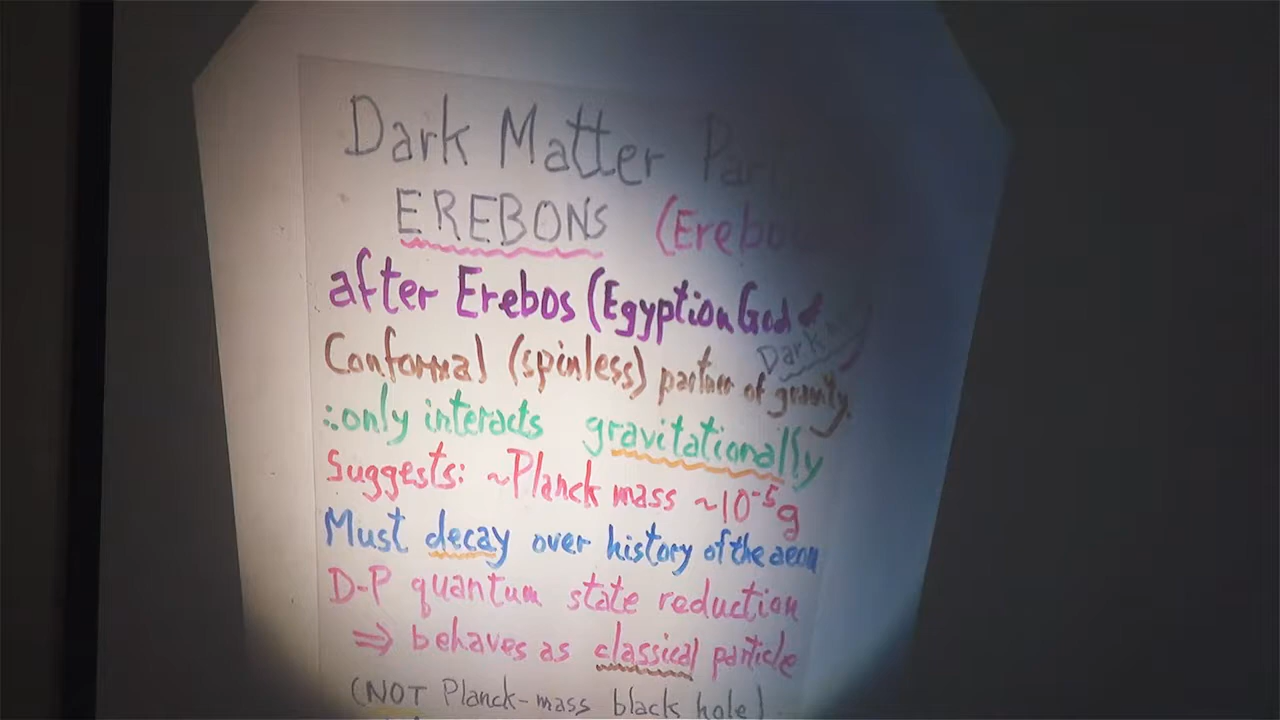 Dark Matter
EREBONS
after Erebos (Egyption God of
Dark
Conformal (spinless) partner of gravity.
∴ only interacts gravitationally
Suggests: ~Planck mass ~10⁻⁵g
Must decay over history of the aeon
D-P quantum state reduction
⇒ behaves as classical particle
(NOT Planck-mass black hole)